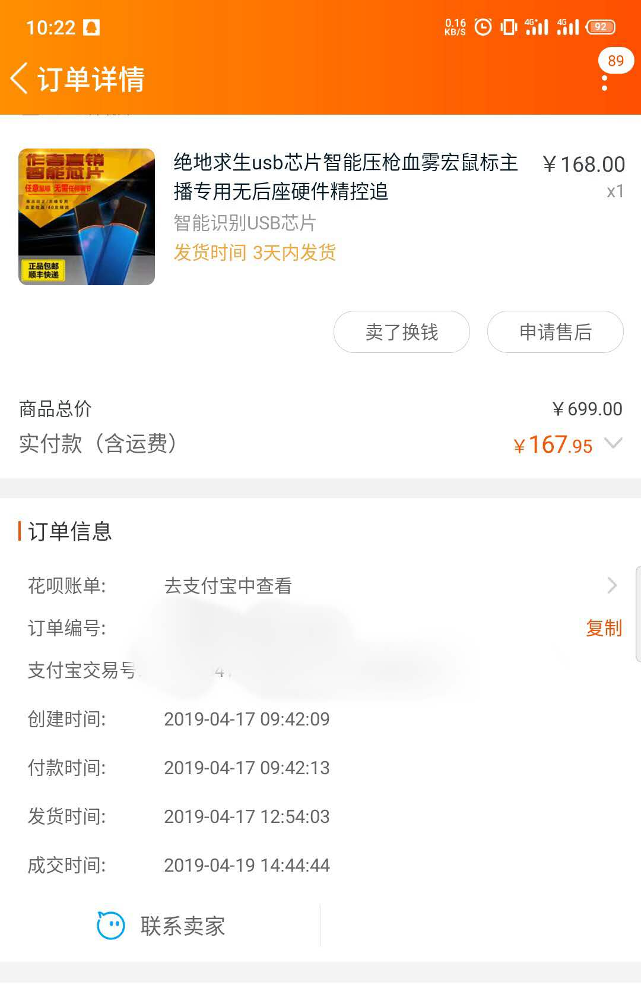 10:22
0.16
KB/S
4G+
4G
92
89
订单详情
作者直销
智能芯片
任意鼠标 无需任何调节
正品包邮
顺丰快递
绝地求生usb芯片智能压枪血雾宏鼠标主
播专用无后座硬件精控追
¥168.00
x1
智能识别USB芯片
发货时间 3天内发货
卖了换钱
申请售后
商品总价
¥699.00
实付款（含运费）
¥167.95
订单信息
花呗账单:
去支付宝中查看
订单编号:
复制
支付宝交易号
创建时间:
2019-04-17 09:42:09
付款时间:
2019-04-17 09:42:13
发货时间:
2019-04-17 12:54:03
成交时间:
2019-04-19 14:44:44
联系卖家